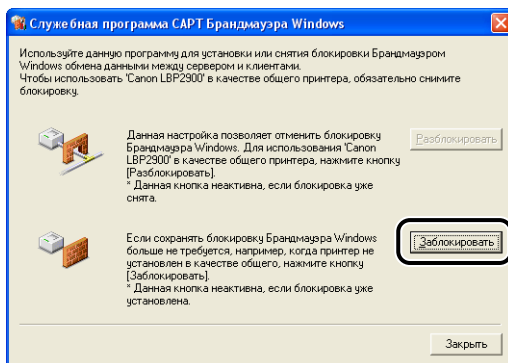 Служебная программа CAPT Брандмауэра Windows
Используйте данную программу для установки или снятия блокировки Брандмауэром
Windows обмена данными между сервером и клиентами.
Чтобы использовать 'Canon LBP2900' в качестве общего принтера, обязательно снимите
блокировку.
Данная настройка позволяет отменить блокировку
Брандмауэра Windows. Для использования 'Canon
LBP2900' в качестве общего принтера, нажмите кнопку
[Разблокировать].
* Данная кнопка неактивна, если блокировка уже
снята.
Разблокировать
Если сохранять блокировку Брандмауэра Windows
больше не требуется, например, когда принтер не
установлен в качестве общего, нажмите кнопку
[Заблокировать].
* Данная кнопка неактивна, если блокировка уже
установлена.
Заблокировать
Закрыть